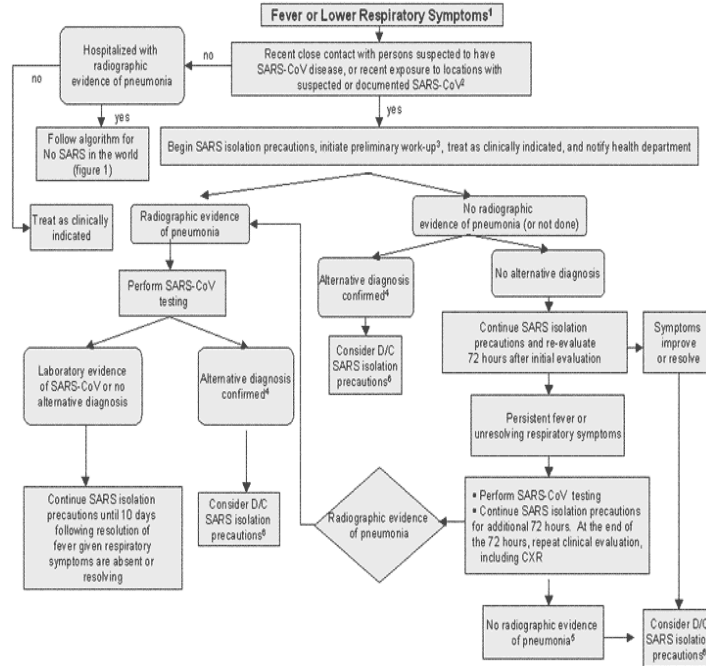 Fever or Lower Respiratory Symptoms¹
Hospitalized with
radiographic
evidence of pneumonia
no
no
Recent close contact with persons suspected to have
SARS-CoV disease, or recent exposure to locations with
suspected or documented SARS-CoV²
yes
yes
Follow algorithm for
No SARS in the world
(figure 1)
Begin SARS isolation precautions, initiate preliminary work-up³, treat as clinically indicated, and notify health department
Treat as clinically
indicated
Radiographic evidence
of pneumonia
No radiographic
evidence of pneumonia (or not done)
Perform SARS-CoV
testing
Alternative diagnosis
confirmed⁴
No alternative diagnosis
Laboratory evidence
of SARS-CoV or no
alternative diagnosis
Alternative diagnosis
confirmed⁴
Consider D/C
SARS isolation
precautions⁶
Continue SARS isolation
precautions and re-evaluate
72 hours after initial evaluation
Symptoms
improve
or resolve
Persistent fever or
unresolving respiratory symptoms
Continue SARS isolation
precautions until 10 days
following resolution of
fever given respiratory
symptoms are absent or
resolving
Consider D/C
SARS isolation
precautions⁶
Radiographic evidence
of pneumonia
• Perform SARS-CoV testing
• Continue SARS isolation precautions
for additional 72 hours. At the end of
the 72 hours, repeat clinical evaluation,
including CXR
No radiographic evidence
of pneumonia⁵
Consider D/C
SARS isolation
precautions⁶